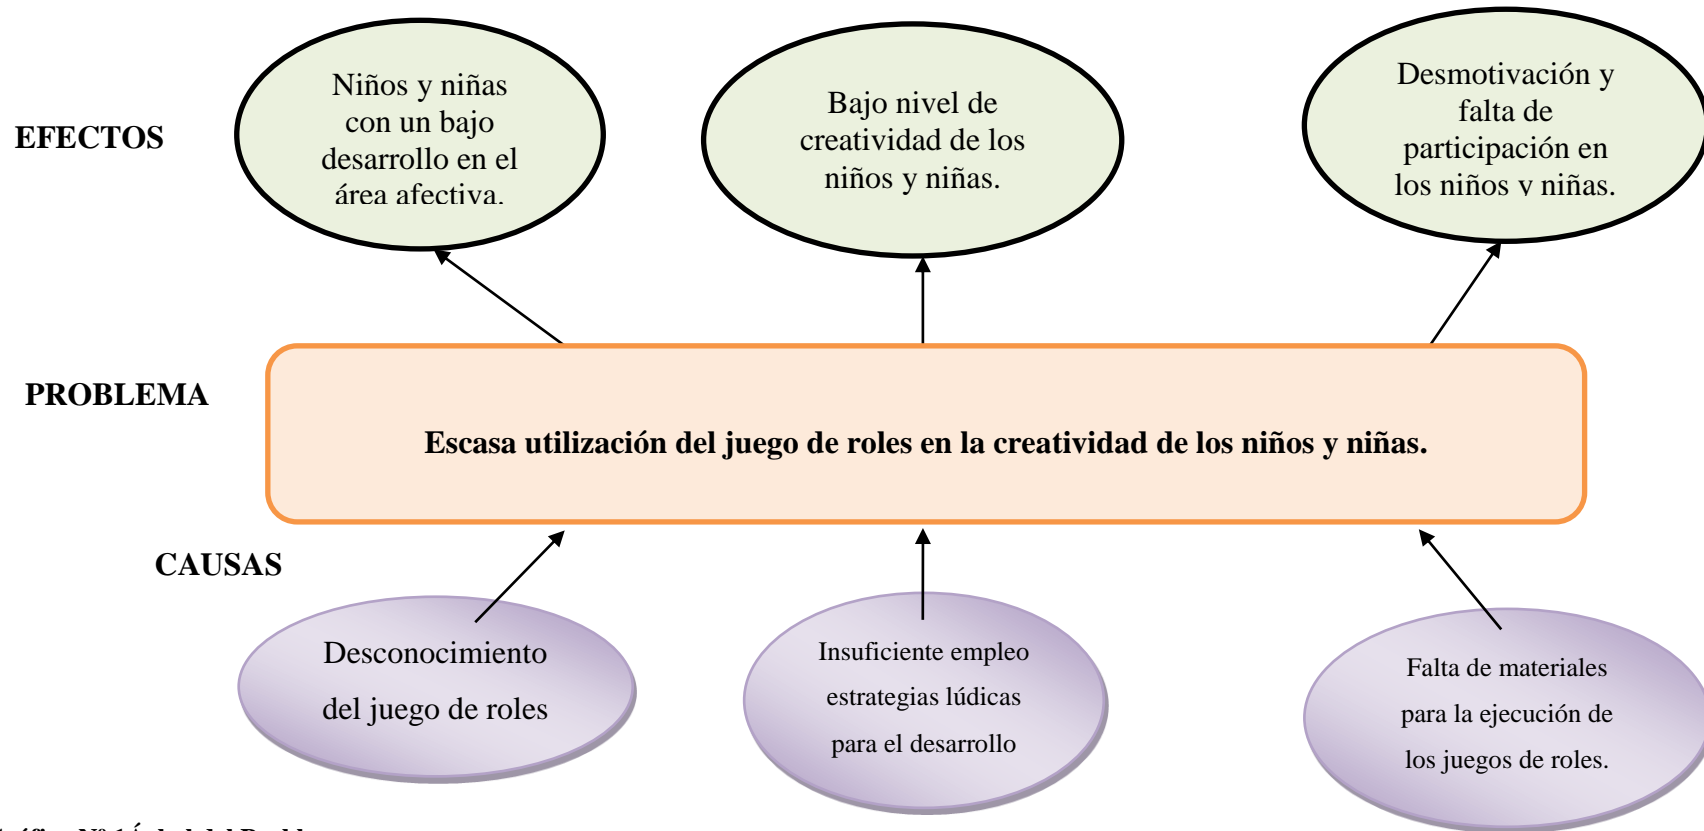 Niños y niñas
con un bajo
desarrollo en el
área afectiva.
Bajo nivel de
creatividad de los
niños y niñas.
Desmotivación y
falta de
participación en
los niños y niñas.
EFECTOS
PROBLEMA
Escasa utilización del juego de roles en la creatividad de los niños y niñas.
CAUSAS
Desconocimiento
del juego de roles
Insuficiente empleo
estrategias lúdicas
para el desarrollo
Falta de materiales
para la ejecución de
los juegos de roles.